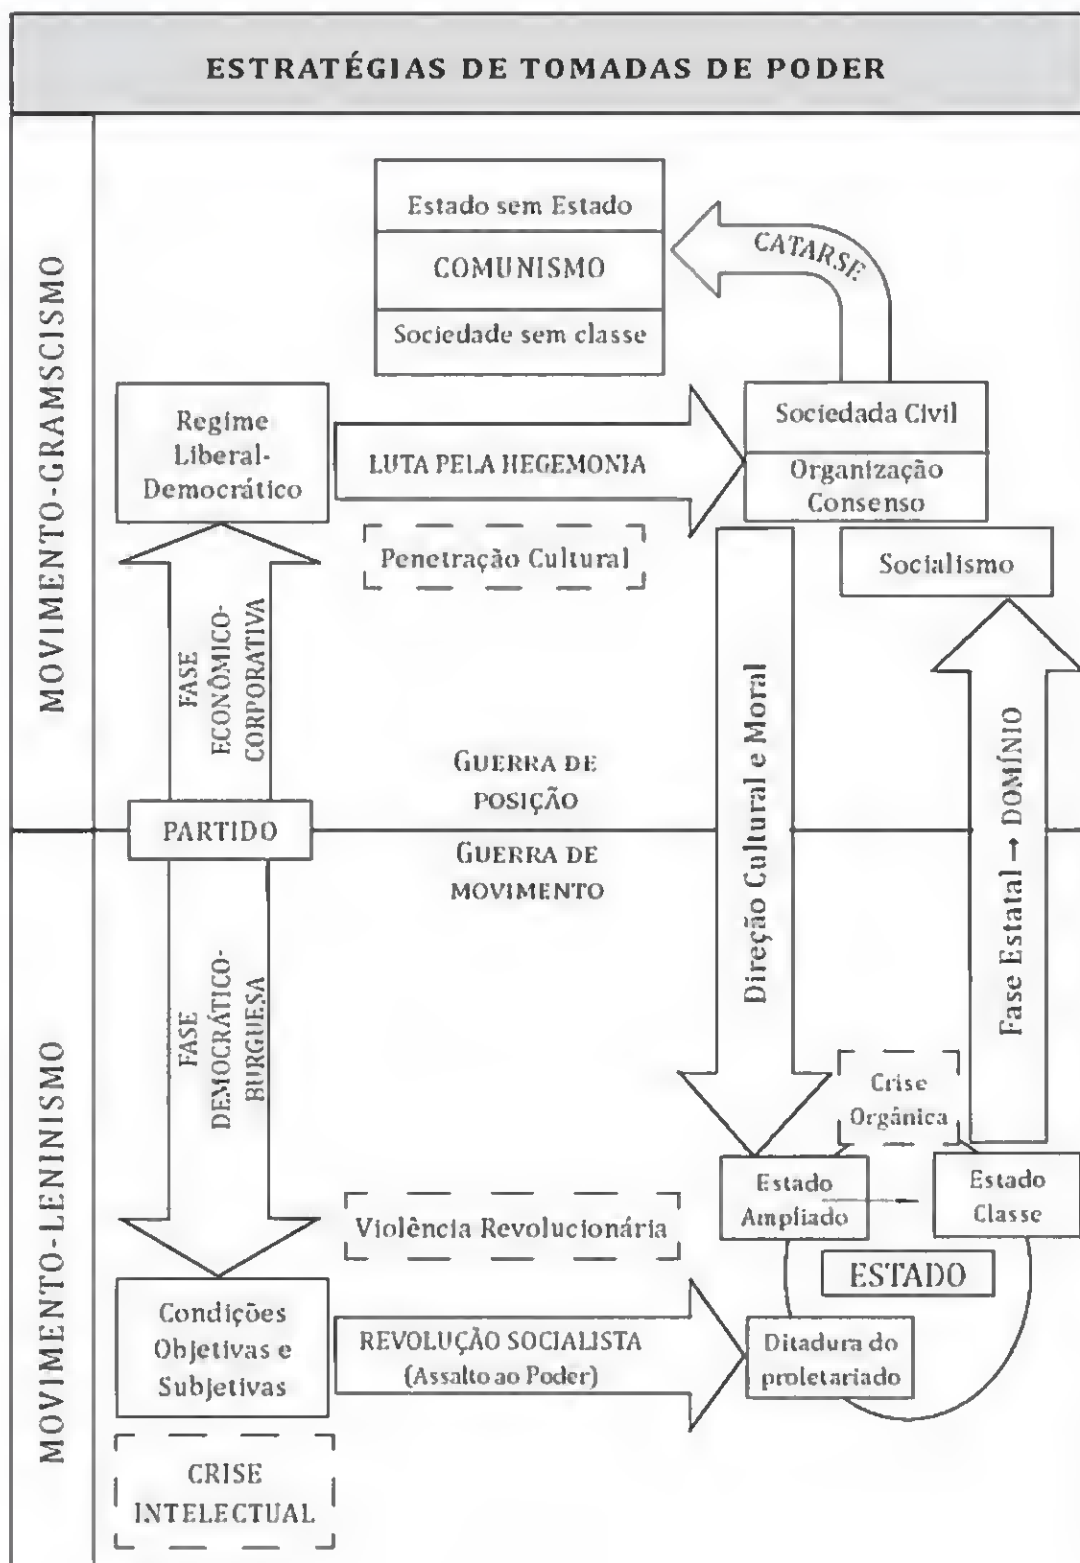 ESTRATÉGIAS DE TOMADAS DE PODER
MOVIMENTO-GRAMSCISMO
Estado sem Estado
COMUNISMO
Sociedade sem classe
CATARSE
Regime
Liberal-
Democrático
LUTA PELA HEGEMONIA
Sociedada Civil
Organização
Consenso
Penetração Cultural
Socialismo
FASE
ECONÔMICO-
CORPORATIVA
GUERRA DE
POSIÇÃO
PARTIDO
Direção Cultural e Moral
Fase Estatal → DOMÍNIO
MOVIMENTO-LENINISMO
GUERRA DE
MOVIMENTO
FASE
DEMOCRÁTICO-
BURGUESA
Crise
Orgânica
Estado
Ampliado
Estado
Classe
Violência Revolucionária
ESTADO
Condições
Objetivas e
Subjetivas
REVOLUÇÃO SOCIALISTA
(Assalto ao Poder)
Ditadura do
proletariado
CRISE
INTELECTUAL